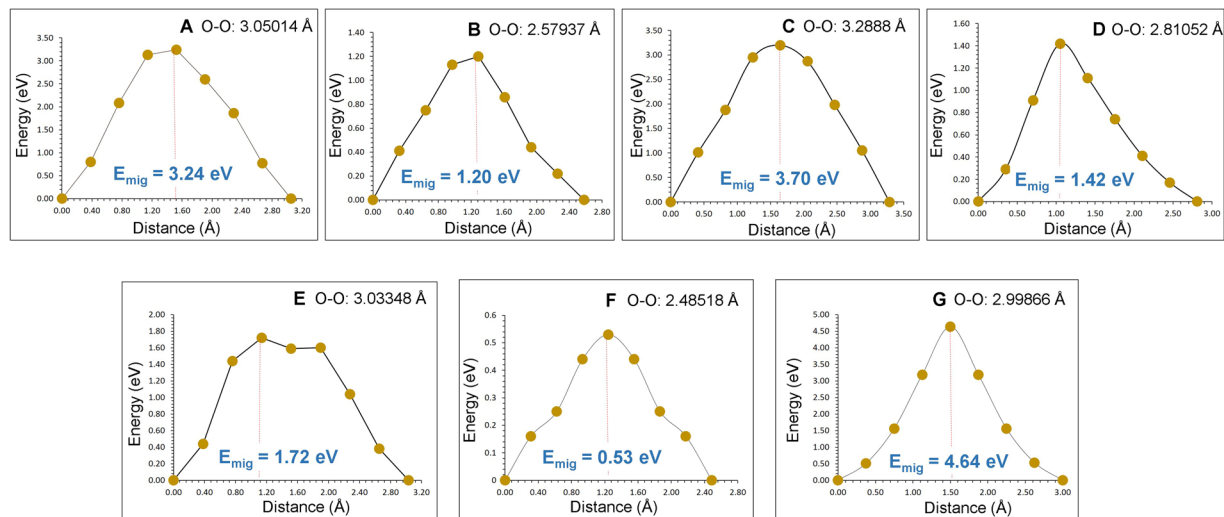 A O-O: 3.05014 Å
Energy (eV)
3.50
3.00
2.50
2.00
1.50
1.00
0.50
0.00
E_mig = 3.24 eV
0.00 0.40 0.80 1.20 1.60 2.00 2.40 2.80 3.20
Distance (Å)
B O-O: 2.57937 Å
Energy (eV)
1.40
1.20
1.00
0.80
0.60
0.40
0.20
0.00
E_mig = 1.20 eV
0.00 0.40 0.80 1.20 1.60 2.00 2.40 2.80
Distance (Å)
C O-O: 3.2888 Å
Energy (eV)
3.50
3.00
2.50
2.00
1.50
1.00
0.50
0.00
E_mig = 3.70 eV
0.00 0.50 1.00 1.50 2.00 2.50 3.00 3.50
Distance (Å)
D O-O: 2.81052 Å
Energy (eV)
1.60
1.40
1.20
1.00
0.80
0.60
0.40
0.20
0.00
E_mig = 1.42 eV
0.00 0.50 1.00 1.50 2.00 2.50 3.00
Distance (Å)
E O-O: 3.03348 Å
Energy (eV)
2.00
1.80
1.60
1.40
1.20
1.00
0.80
0.60
0.40
0.20
0.00
E_mig = 1.72 eV
0.00 0.40 0.80 1.20 1.60 2.00 2.40 2.80 3.20
Distance (Å)
F O-O: 2.48518 Å
Energy (eV)
0.6
0.5
0.4
0.3
0.2
0.1
0
E_mig = 0.53 eV
0.00 0.40 0.80 1.20 1.60 2.00 2.40 2.80
Distance (Å)
G O-O: 2.99866 Å
Energy (eV)
5.00
4.50
4.00
3.50
3.00
2.50
2.00
1.50
1.00
0.50
0.00
E_mig = 4.64 eV
0.00 0.50 1.00 1.50 2.00 2.50 3.00
Distance (Å)